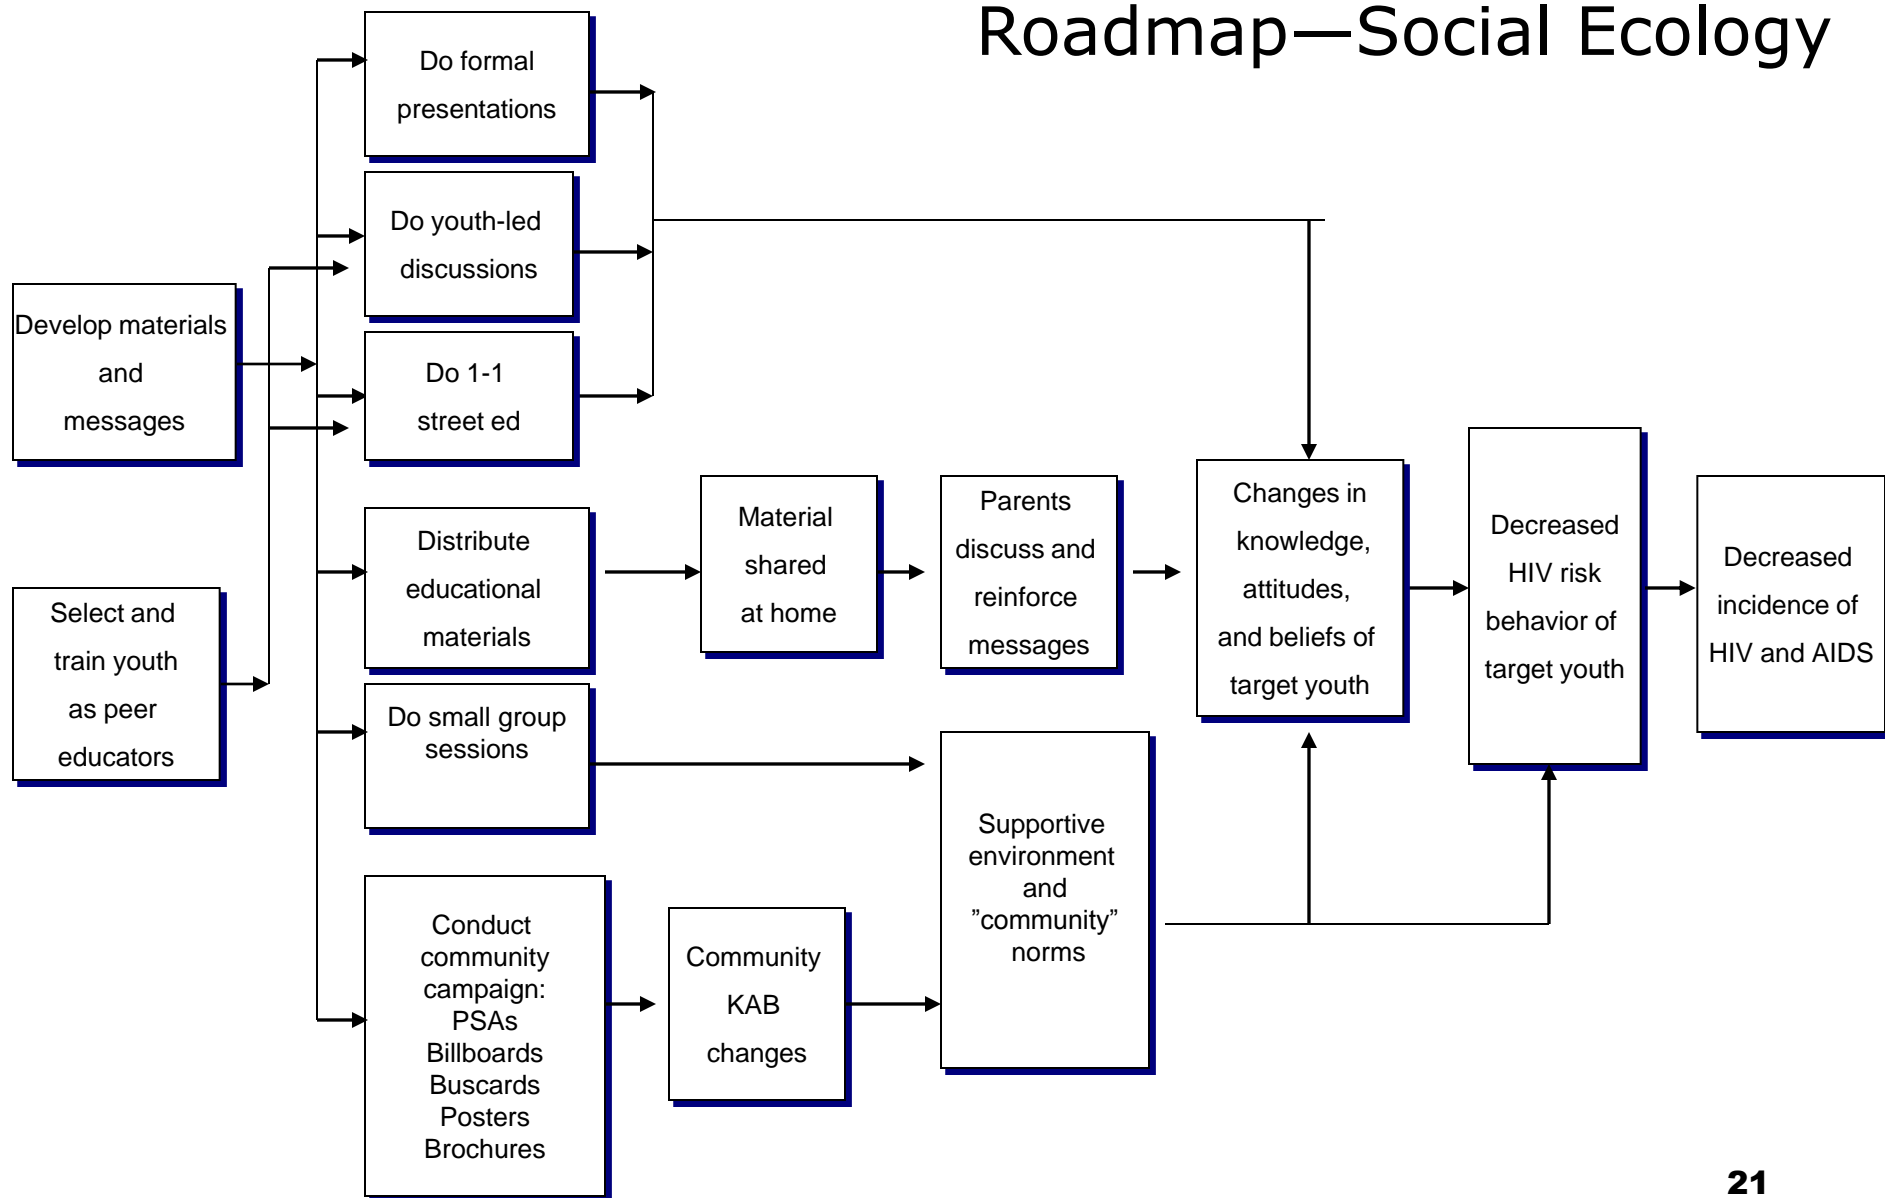 Roadmap—Social Ecology
Do formal
presentations
Do youth-led
discussions
Develop materials
and
messages
Do 1-1
street ed
Select and
train youth
as peer
educators
Distribute
educational
materials
Material
shared
at home
Parents
discuss and
reinforce
messages
Changes in
knowledge,
attitudes,
and beliefs of
target youth
Decreased
HIV risk
behavior of
target youth
Decreased
incidence of
HIV and AIDS
Do small group
sessions
Supportive
environment
and
”community”
norms
Conduct
community
campaign:
PSAs
Billboards
Buscards
Posters
Brochures
Community
KAB
changes
21